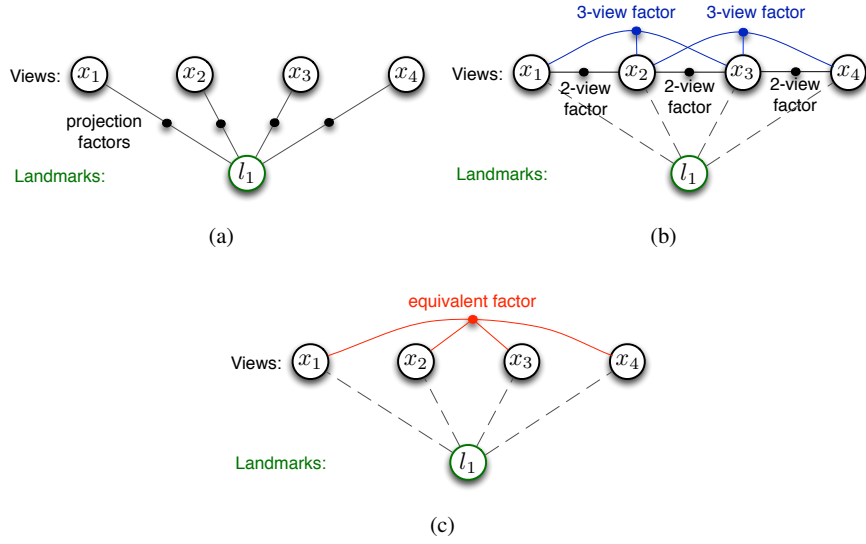 Views: x₁ x₂ x₃ x₄
projection
factors
Landmarks: l₁
(a)
3-view factor 3-view factor
Views: x₁ x₂ x₃ x₄
2-view
factor
2-view
factor
2-view
factor
Landmarks: l₁
(b)
equivalent factor
Views: x₁ x₂ x₃ x₄
Landmarks: l₁
(c)